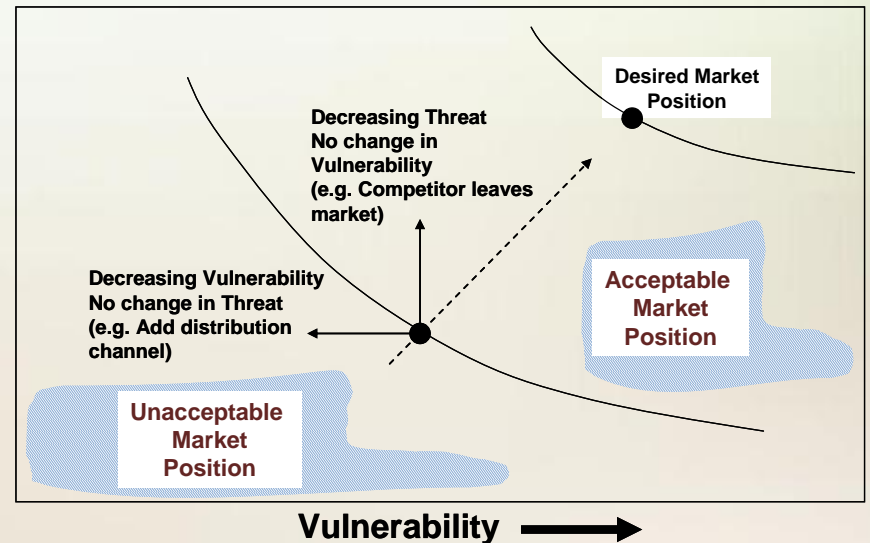 Desired Market
Position
Decreasing Threat
No change in
Vulnerability
(e.g. Competitor leaves
market)
Decreasing Vulnerability
No change in Threat
(e.g. Add distribution
channel)
Acceptable
Market
Position
Unacceptable
Market
Position
Vulnerability